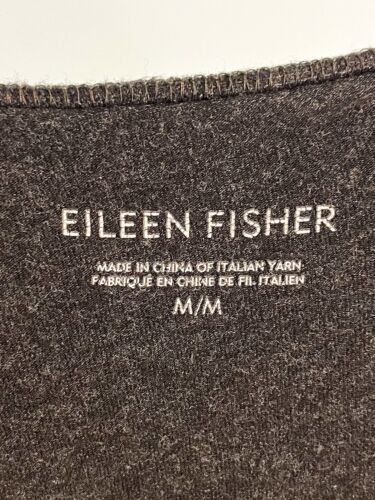 EILEEN FISHER
MADE IN CHINA OF ITALIAN YARN
FABRIQUÉ EN CHINE DE FIL ITALIEN
M/M